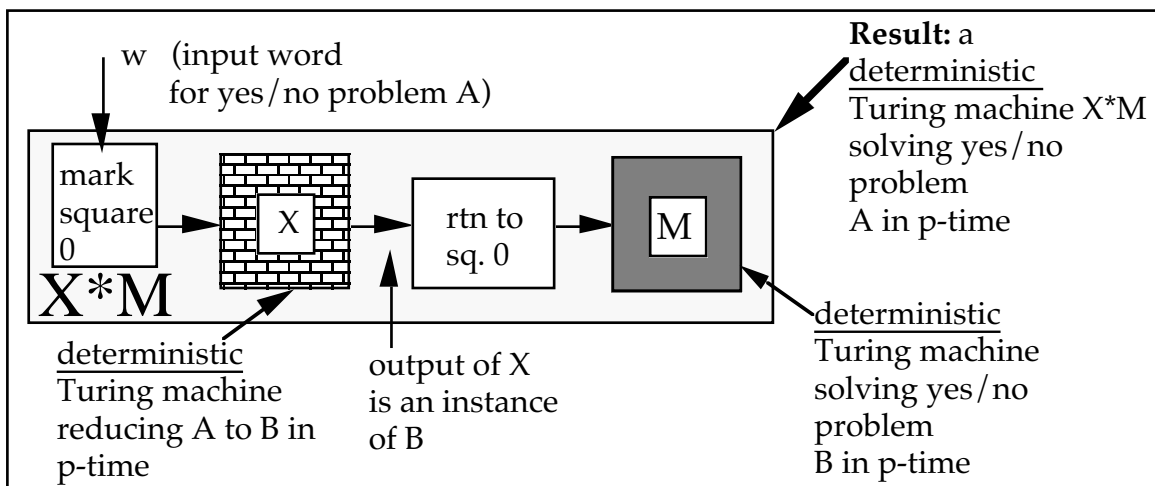 w (input word
for yes/no problem A)
mark
square
0
X
rtn to
sq. 0
M
X*M
Result: a
deterministic
Turing machine X*M
solving yes/no
problem
A in p-time
deterministic
Turing machine
reducing A to B in
p-time
output of X
is an instance
of B
deterministic
Turing machine
solving yes/no
problem
B in p-time